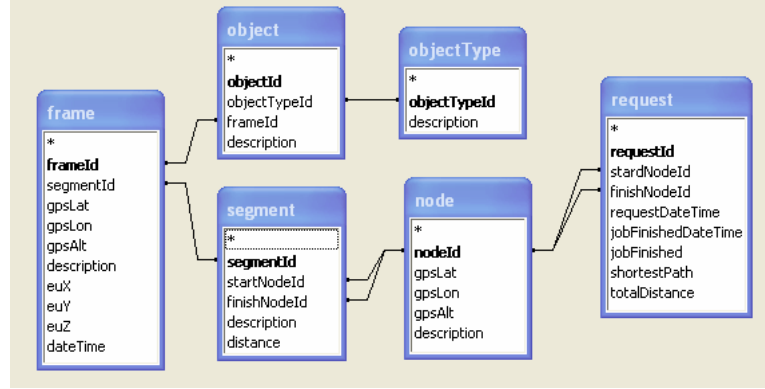 object
*
objectId
objectTypeId
frameId
description
objectType
*
objectTypeId
description
request
*
requestId
stardNodeId
finishNodeId
requestDateTime
jobFinishedDateTime
jobFinished
shortestPath
totalDistance
frame
*
frameId
segmentId
gpsLat
gpsLon
gpsAlt
description
euX
euY
euZ
dateTime
segment
*
segmentId
startNodeId
finishNodeId
description
distance
node
*
nodeId
gpsLat
gpsLon
gpsAlt
description